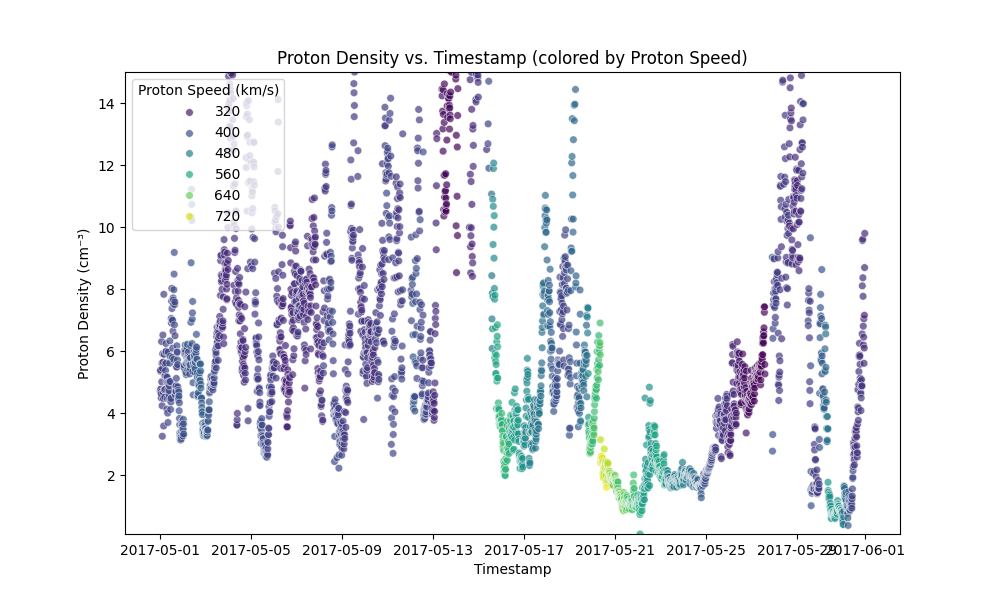 Proton Density vs. Timestamp (colored by Proton Speed)
Proton Speed (km/s)
320
400
480
560
640
720
Proton Density (cm⁻³)
14
12
10
8
6
4
2
2017-05-01 2017-05-05 2017-05-09 2017-05-13 2017-05-17 2017-05-21 2017-05-25 2017-05-29 2017-06-01
Timestamp